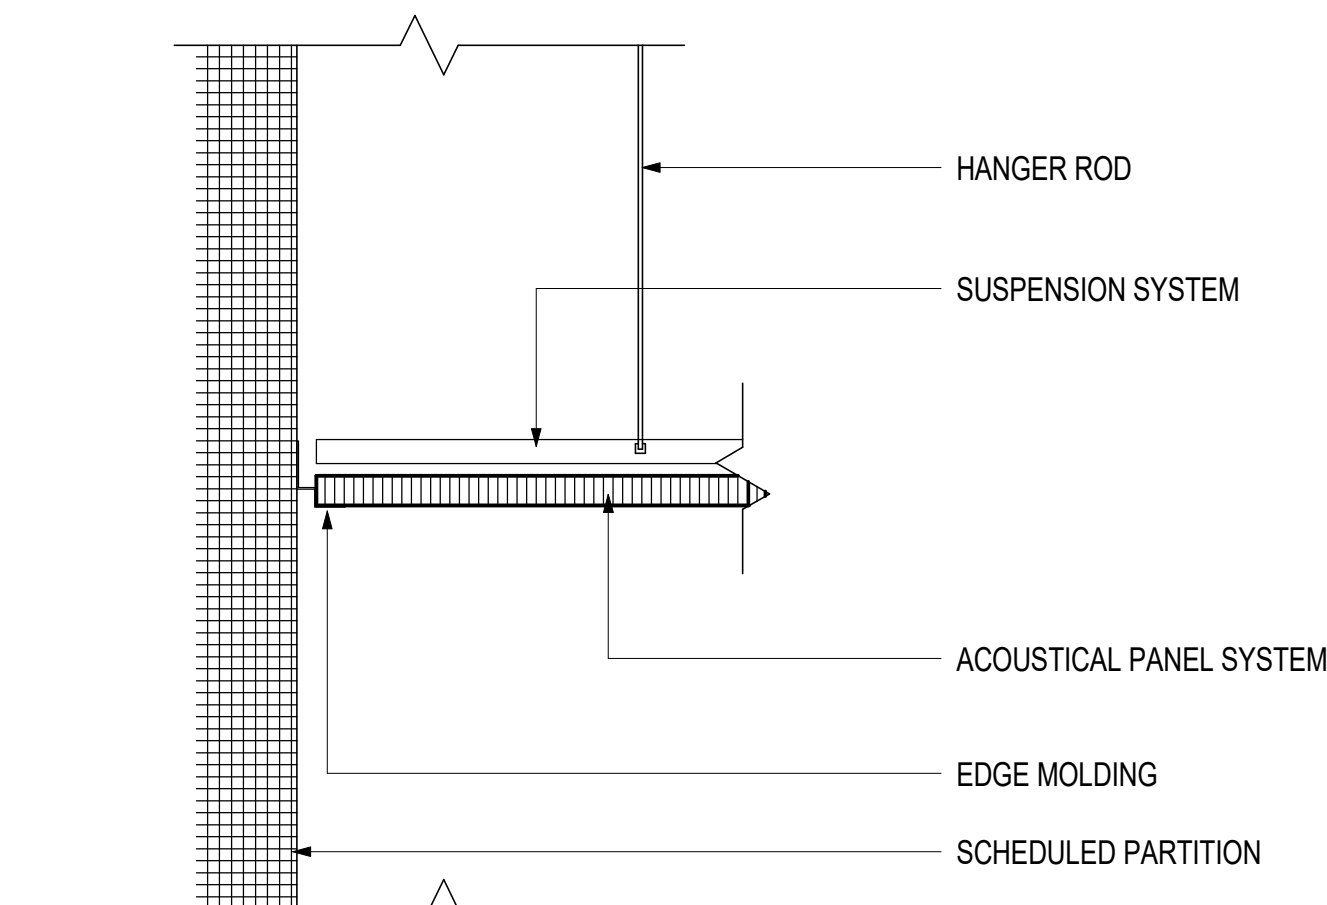 HANGER ROD
SUSPENSION SYSTEM
ACOUSTICAL PANEL SYSTEM
EDGE MOLDING
SCHEDULED PARTITION